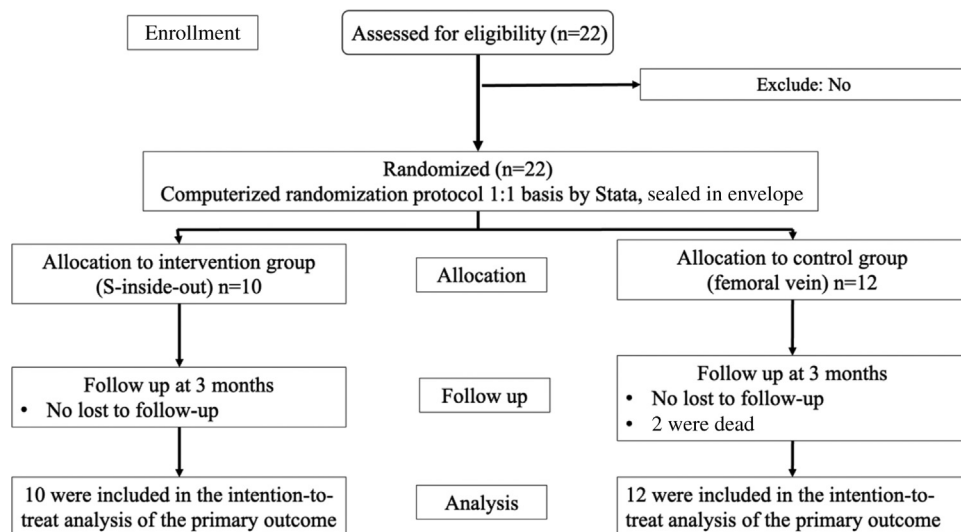 Enrollment
Assessed for eligibility (n=22)
Exclude: No
Randomized (n=22)
Computerized randomization protocol 1:1 basis by Stata, sealed in envelope
Allocation to intervention group
(S-inside-out) n=10
Allocation
Allocation to control group
(femoral vein) n=12
Follow up at 3 months
• No lost to follow-up
Follow up
Follow up at 3 months
• No lost to follow-up
• 2 were dead
10 were included in the intention-to-
treat analysis of the primary outcome
Analysis
12 were included in the intention-to-
treat analysis of the primary outcome